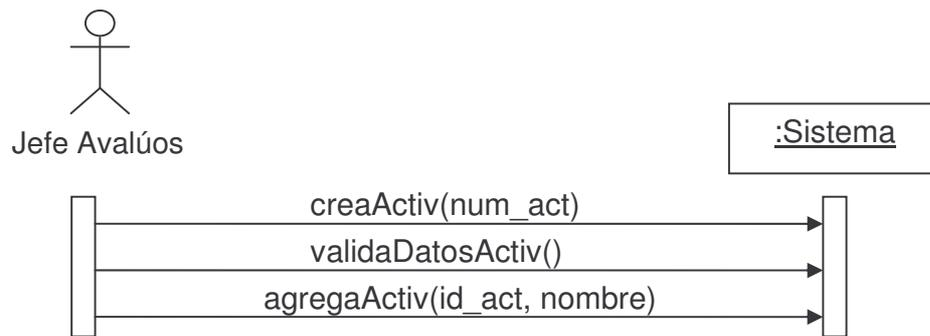 Jefe Avalúos
:Sistema
creaActiv(num_act)
validaDatosActiv()
agregaActiv(id_act, nombre)